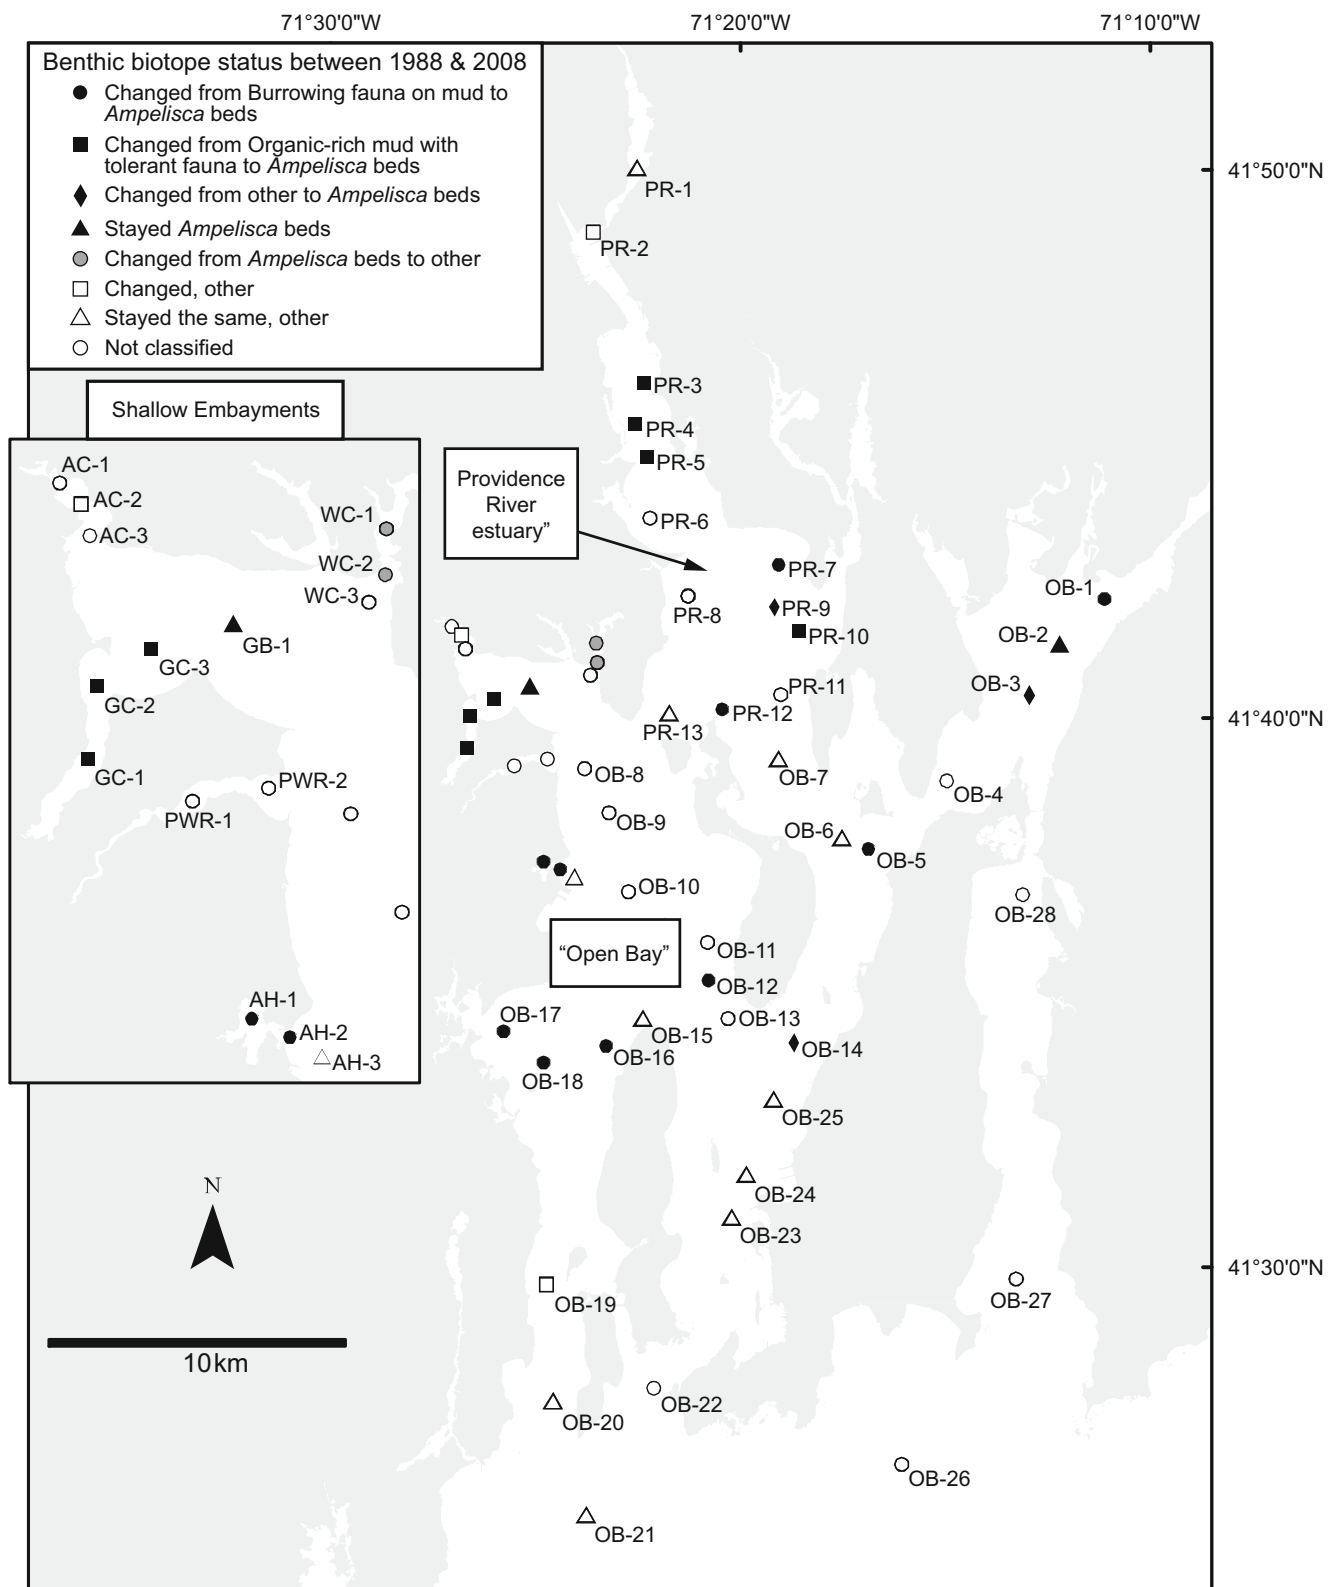 71°30'0"W
71°20'0"W
71°10'0"W
Benthic biotope status between 1988 & 2008
Changed from Burrowing fauna on mud to
Ampelisca beds
Changed from Organic-rich mud with
tolerant fauna to Ampelisca beds
Changed from other to Ampelisca beds
Stayed Ampelisca beds
Changed from Ampelisca beds to other
Changed, other
Stayed the same, other
Not classified
41°50'0"N
PR-1
PR-2
Shallow Embayments
PR-3
PR-4
PR-5
Providence
River
estuary”
PR-6
PR-7
PR-8
PR-9
PR-10
PR-11
PR-12
PR-13
AC-1
AC-2
AC-3
WC-1
WC-2
WC-3
GB-1
GC-3
GC-2
GC-1
PWR-2
PWR-1
AH-1
AH-2
AH-3
OB-1
OB-2
OB-3
41°40'0"N
OB-4
OB-7
OB-8
OB-9
OB-6
OB-5
OB-10
OB-28
“Open Bay”
OB-11
OB-12
OB-13
OB-17
OB-15
OB-16
OB-14
OB-18
OB-25
OB-24
OB-23
N
41°30'0"N
OB-27
OB-19
10km
OB-22
OB-20
OB-26
OB-21